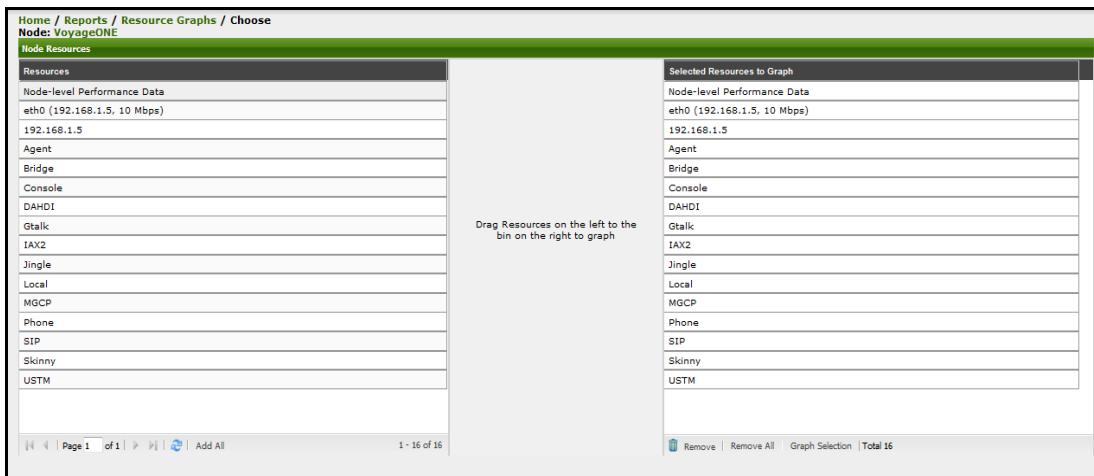 Home / Reports / Resource Graphs / Choose
Node: VoyageONE
Node Resources
Resources
Node-level Performance Data
eth0 (192.168.1.5, 10 Mbps)
192.168.1.5
Agent
Bridge
Console
DAHDI
Gtalk
IAX2
Jingle
Local
MGCP
Phone
SIP
Skinny
USTM
Page 1 of 1 Add All 1 - 16 of 16
Drag Resources on the left to the
bin on the right to graph
Selected Resources to Graph
Node-level Performance Data
eth0 (192.168.1.5, 10 Mbps)
192.168.1.5
Agent
Bridge
Console
DAHDI
Gtalk
IAX2
Jingle
Local
MGCP
Phone
SIP
Skinny
USTM
Remove Remove All Graph Selection Total 16